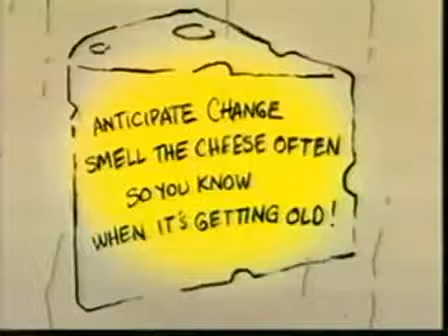 ANTICIPATE CHANGE
SMELL THE CHEESE OFTEN
SO YOU KNOW
WHEN IT'S GETTING OLD!